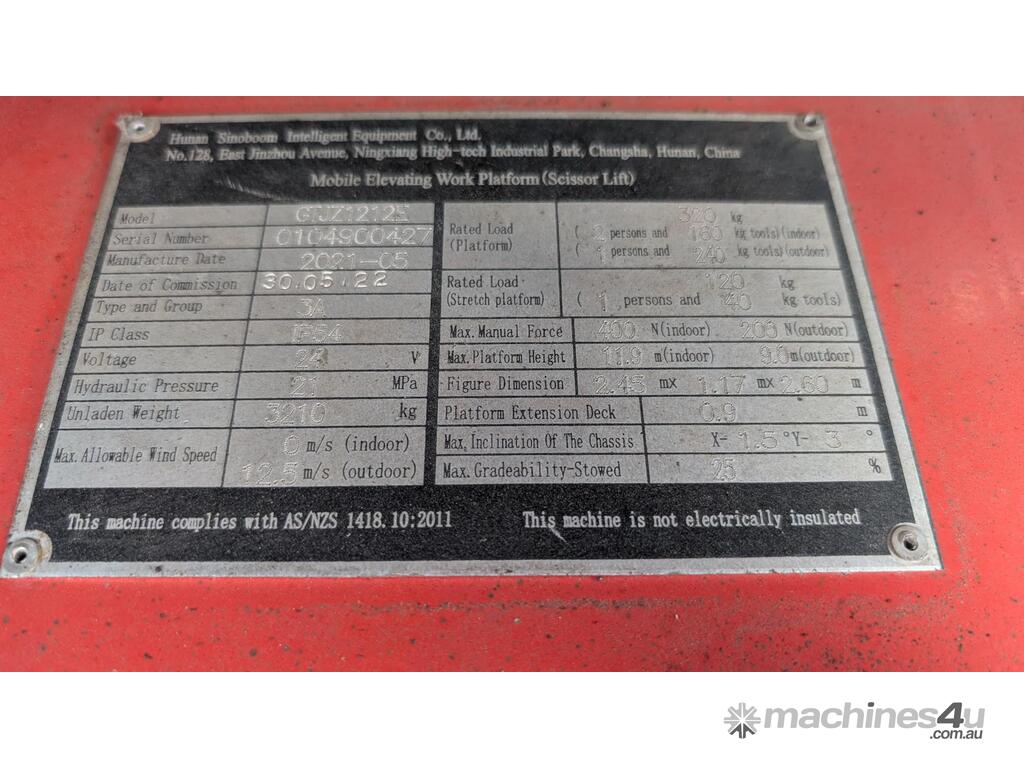 Hunan Sinoboom Intelligent Equipment Co., Ltd.
No.128, East Jinzhou Avenue, Ningxiang High-tech Industrial Park, Changsha, Hunan, China
Mobile Elevating Work Platform (Scissor Lift)
Model GTJZ1212S
Serial Number 0104900427
Manufacture Date 2021-05
Date of Commission 30.05.22
Type and Group 3A
IP Class IP54
Voltage 24 V
Hydraulic Pressure 21 MPa
Unladen Weight 3210 kg
Max. Allowable Wind Speed
0 m/s (indoor)
12.5 m/s (outdoor)
Rated Load (Platform)
320 kg
( 2 persons and 160 kg tools)(indoor)
( 1 persons and 240 kg tools)(outdoor)
Rated Load (Stretch platform)
120 kg
( 1 persons and 40 kg tools)
Max. Manual Force 400 N(indoor) 200 N(outdoor)
Max. Platform Height 11.9 m(indoor) 9.0 m(outdoor)
Figure Dimension 2.45 m× 1.17 m× 2.60 m
Platform Extension Deck 0.9 m
Max. Inclination Of The Chassis X- 1.5 °Y- 3 °
Max. Gradeability-Stowed 25 %
This machine complies with AS/NZS 1418.10:2011
This machine is not electrically insulated
machines4u
.com.au